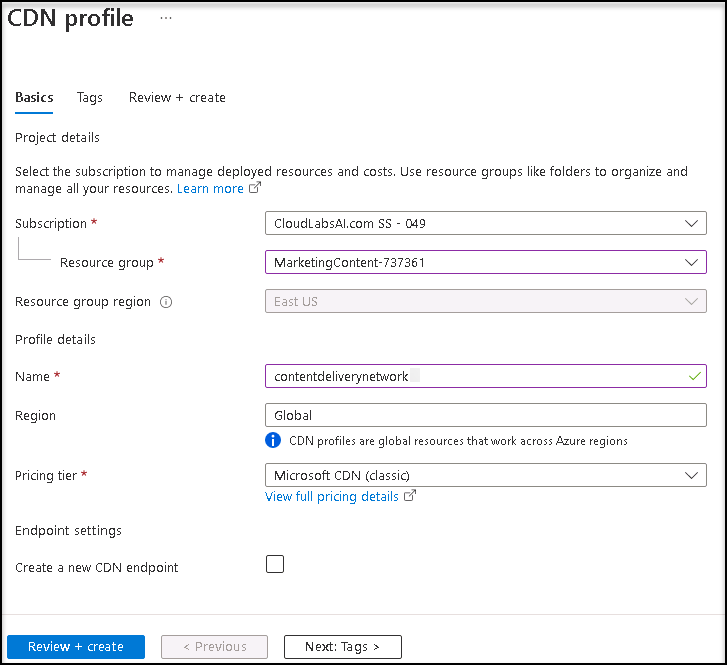 CDN profile ...
Basics Tags Review + create
Project details
Select the subscription to manage deployed resources and costs. Use resource groups like folders to organize and
manage all your resources. Learn more
Subscription * CloudLabsAI.com SS - 049
Resource group * MarketingContent-737361
Resource group region East US
Profile details
Name * contentdeliverynetwork
Region Global
CDN profiles are global resources that work across Azure regions
Pricing tier * Microsoft CDN (classic)
View full pricing details
Endpoint settings
Create a new CDN endpoint
Review + create < Previous Next: Tags >